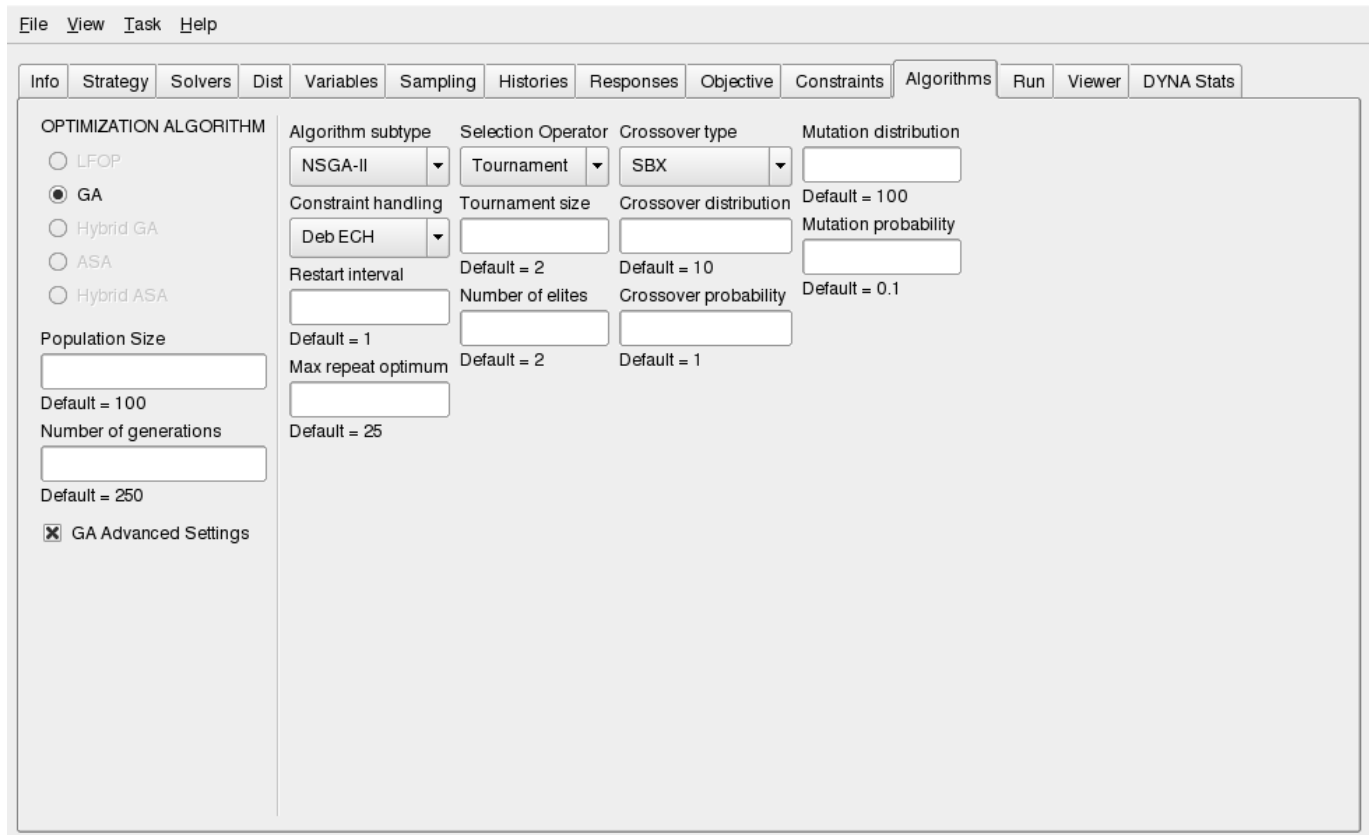 File View Task Help
Info Strategy Solvers Dist Variables Sampling Histories Responses Objective Constraints Algorithms Run Viewer DYNA Stats
OPTIMIZATION ALGORITHM
LFOP
GA
Hybrid GA
ASA
Hybrid ASA
Population Size
Default = 100
Number of generations
Default = 250
GA Advanced Settings
Algorithm subtype
NSGA-II
Constraint handling
Deb ECH
Restart interval
Default = 1
Max repeat optimum
Default = 25
Selection Operator
Tournament
Tournament size
Default = 2
Number of elites
Default = 2
Crossover type
SBX
Crossover distribution
Default = 10
Crossover probability
Default = 1
Mutation distribution
Default = 100
Mutation probability
Default = 0.1